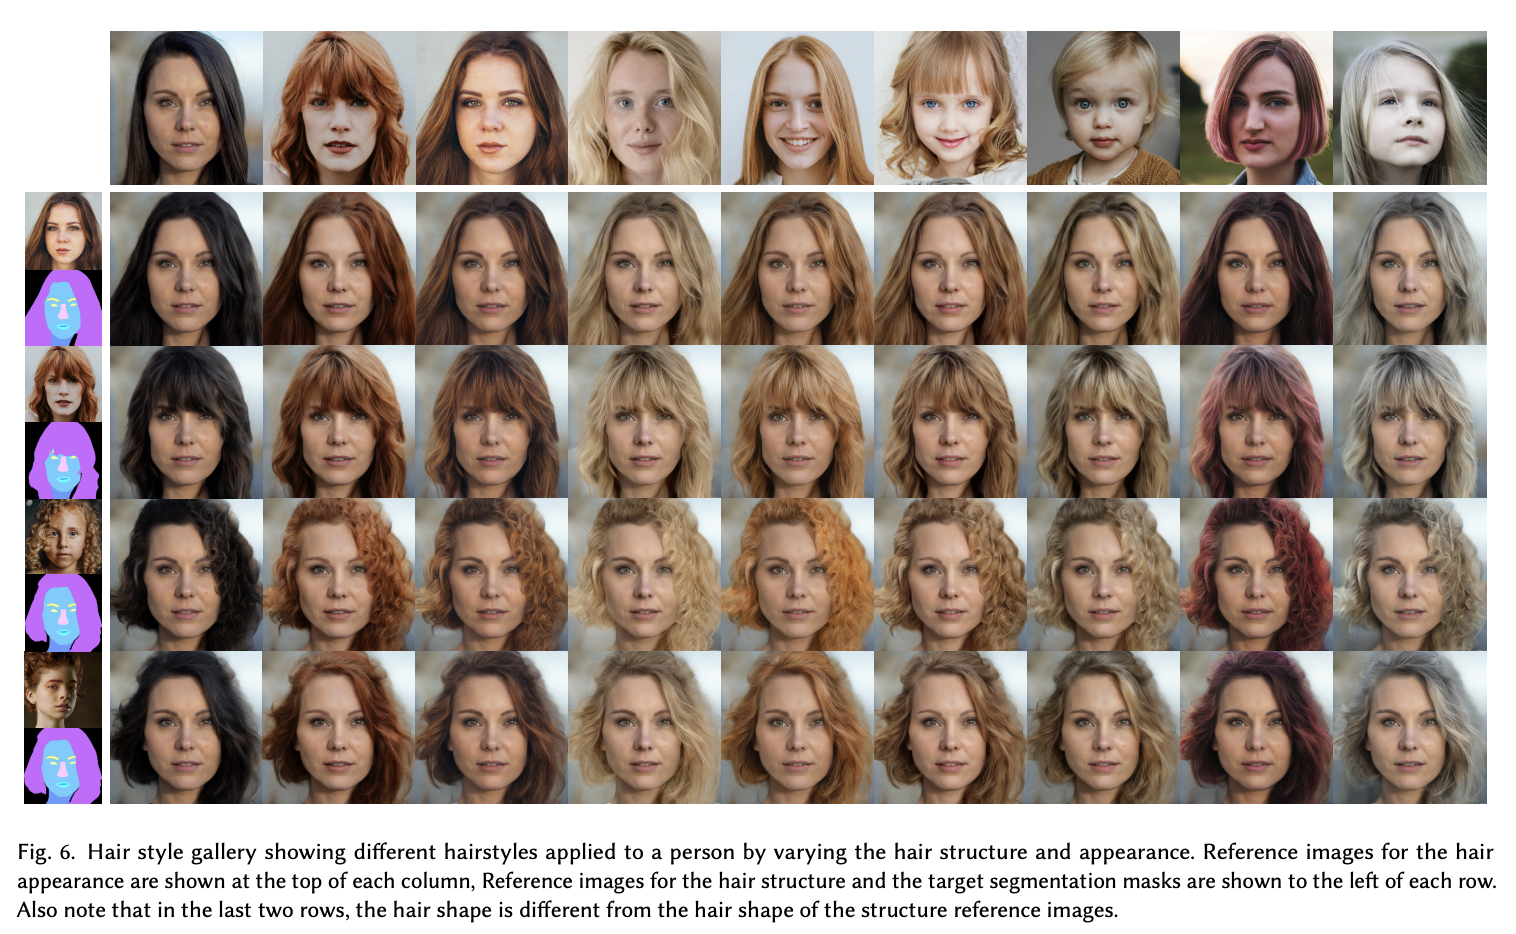 Fig. 6. Hair style gallery showing different hairstyles applied to a person by varying the hair structure and appearance. Reference images for the hair
appearance are shown at the top of each column, Reference images for the hair structure and the target segmentation masks are shown to the left of each row.
Also note that in the last two rows, the hair shape is different from the hair shape of the structure reference images.